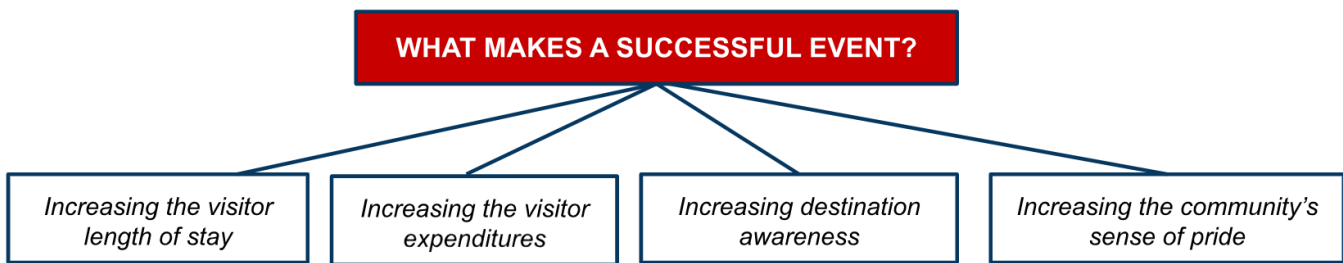 WHAT MAKES A SUCCESSFUL EVENT?
Increasing the visitor
length of stay
Increasing the visitor
expenditures
Increasing destination
awareness
Increasing the community’s
sense of pride